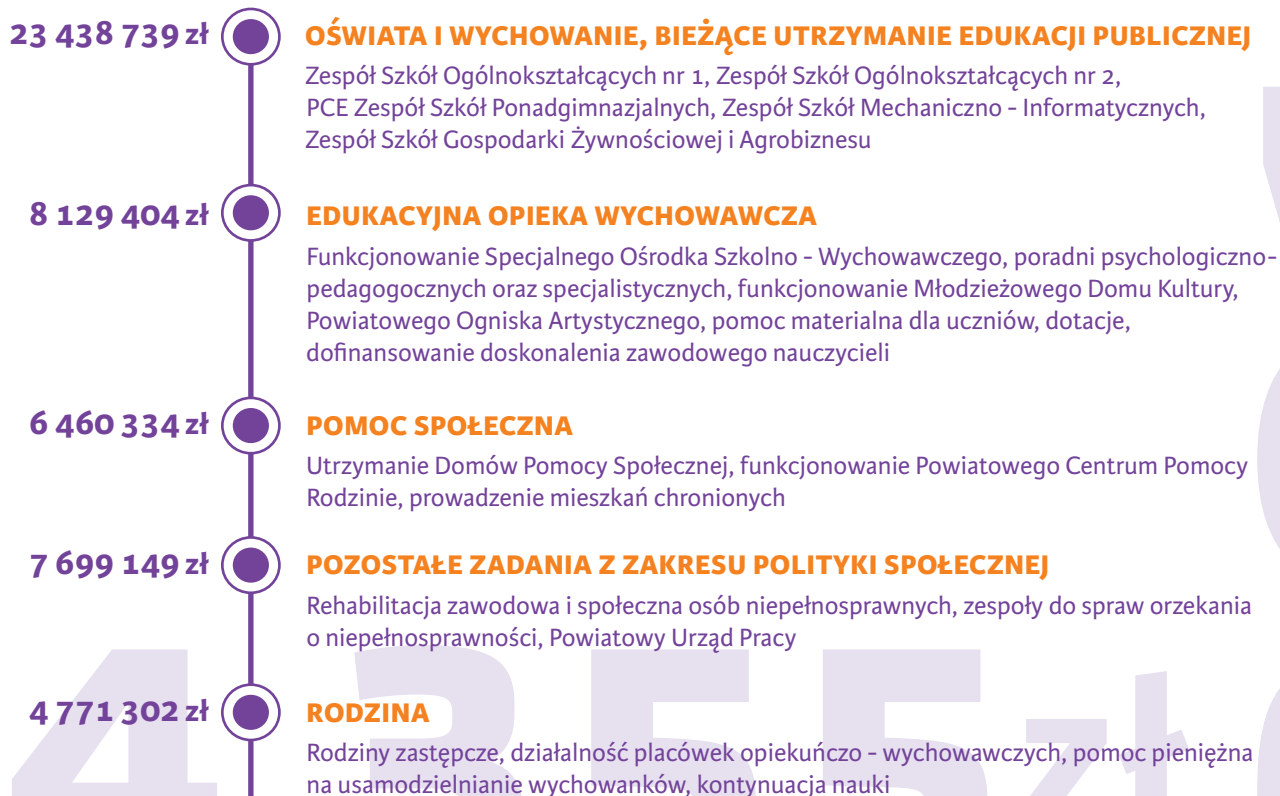 23 438 739 zł
OŚWIATA I WYCHOWANIE, BIEŻĄCE UTRZYMANIE EDUKACJI PUBLICZNEJ
Zespół Szkół Ogólnokształcących nr 1, Zespół Szkół Ogólnokształcących nr 2,
PCE Zespół Szkół Ponadgimnazjalnych, Zespół Szkół Mechaniczno - Informatycznych,
Zespół Szkół Gospodarki Żywnościowej i Agrobiznesu
8 129 404 zł
EDUKACYJNA OPIEKA WYCHOWAWCZA
Funkcjonowanie Specjalnego Ośrodka Szkolno - Wychowawczego, poradni psychologiczno-
pedagogocznych oraz specjalistycznych, funkcjonowanie Młodzieżowego Domu Kultury,
Powiatowego Ogniska Artystycznego, pomoc materialna dla uczniów, dotacje,
dofinansowanie doskonalenia zawodowego nauczycieli
6 460 334 zł
POMOC SPOŁECZNA
Utrzymanie Domów Pomocy Społecznej, funkcjonowanie Powiatowego Centrum Pomocy
Rodzinie, prowadzenie mieszkań chronionych
7 699 149 zł
POZOSTAŁE ZADANIA Z ZAKRESU POLITYKI SPOŁECZNEJ
Rehabilitacja zawodowa i społeczna osób niepełnosprawnych, zespoły do spraw orzekania
o niepełnosprawności, Powiatowy Urząd Pracy
4 771 302 zł
RODZINA
Rodziny zastępcze, działalność placówek opiekuńczo - wychowawczych, pomoc pieniężna
na usamodzielnianie wychowanków, kontynuacja nauki
4 355 zł